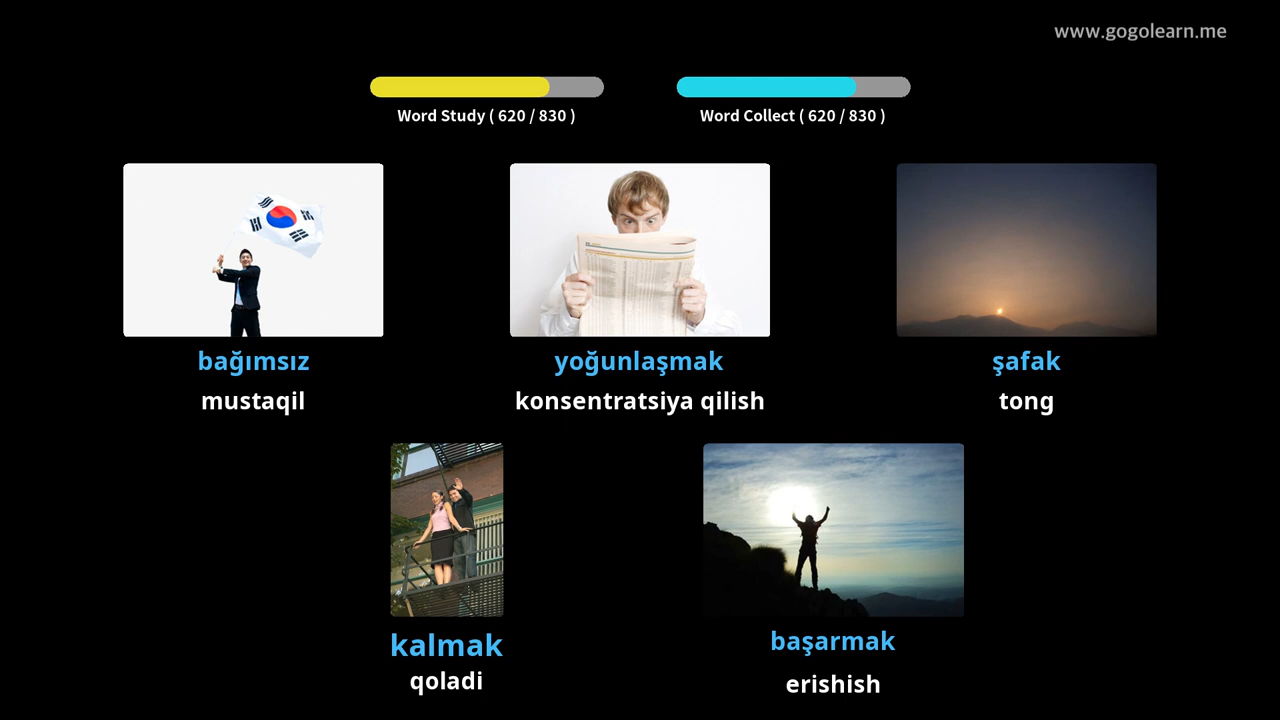 www.gogolearn.me
Word Study ( 620 / 830 )
Word Collect ( 620 / 830 )
bağımsız
mustaqil
yoğunlaşmak
konsentratsiya qilish
şafak
tong
kalmak
qoladi
başarmak
erishish